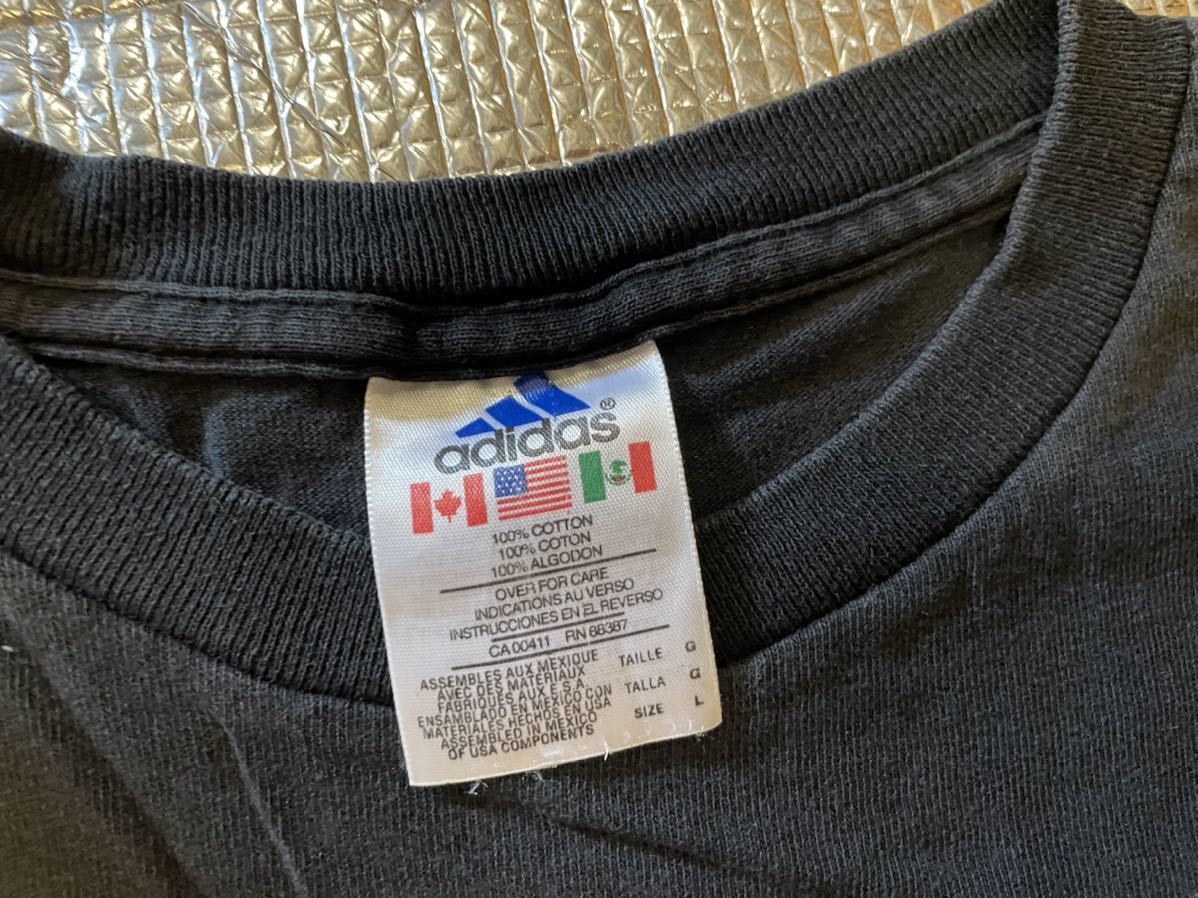 adidas®
100% COTTON
100% COTON
100% ALGODON
OVER FOR CARE
INDICATIONS AU VERSO
INSTRUCCIONES EN EL REVERSO
CA 00411 RN 88387
ASSEMBLES AUX MEXIQUE
AVEC DES MATERIAUX
FABRIQUES AUX E.S.A.
ENSAMBLADO EN MEXICO CON
MATERIALES HECHOS EN USA
ASSEMBLED IN MEXICO
OF USA COMPONENTS
TAILLE G
TALLA G
SIZE L